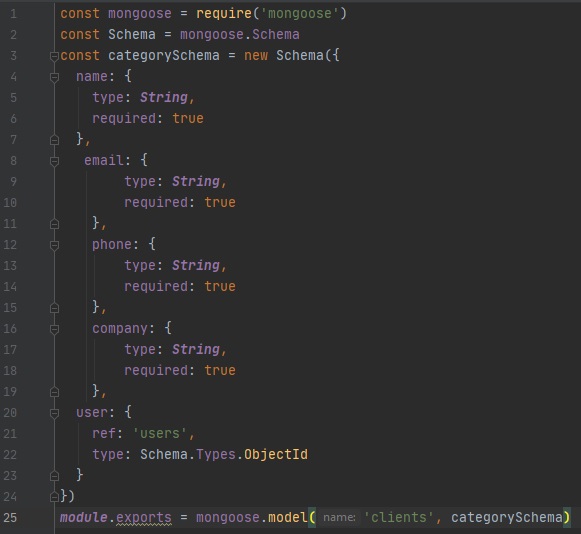 1 const mongoose = require('mongoose')
2 const Schema = mongoose.Schema
3 const categorySchema = new Schema({
4   name: {
5     type: String,
6     required: true
7   },
8    email: {
9         type: String,
10         required: true
11     },
12     phone: {
13         type: String,
14         required: true
15     },
16     company: {
17         type: String,
18         required: true
19     },
20   user: {
21     ref: 'users',
22     type: Schema.Types.ObjectId
23   }
24 })
25 module.exports = mongoose.model( name: 'clients', categorySchema)